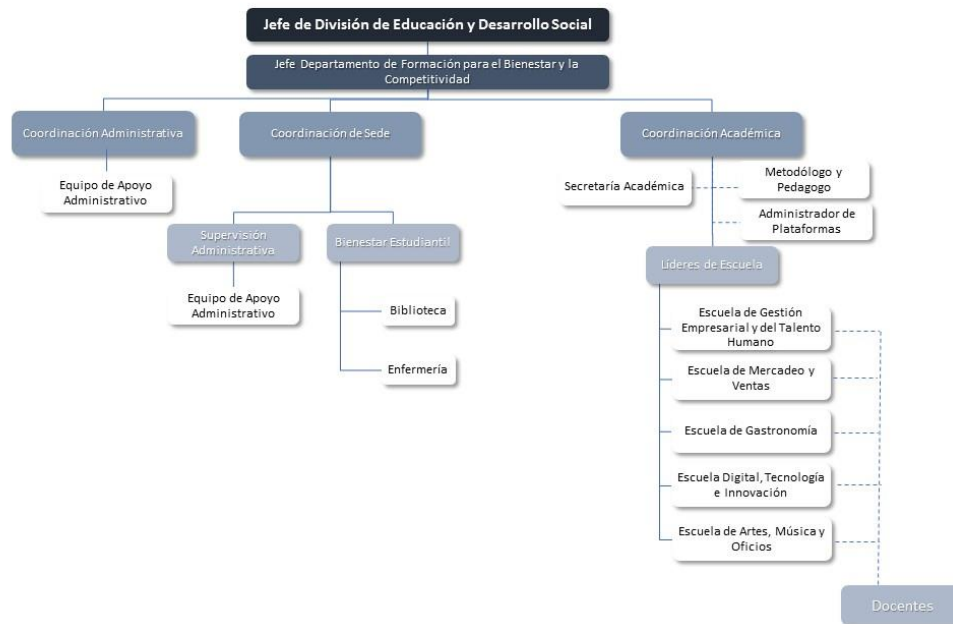 Jefe de División de Educación y Desarrollo Social
Jefe Departamento de Formación para el Bienestar y la
Competitividad
Coordinación Administrativa
Coordinación de Sede
Coordinación Académica
Equipo de Apoyo
Administrativo
Secretaría Académica
Metodólogo y
Pedagogo
Administrador de
Plataformas
Supervisión
Administrativa
Bienestar Estudiantil
Líderes de Escuela
Equipo de Apoyo
Administrativo
Biblioteca
Enfermería
Escuela de Gestión
Empresarial y del Talento
Humano
Escuela de Mercadeo y
Ventas
Escuela de Gastronomía
Escuela Digital, Tecnología
e Innovación
Escuela de Artes, Música y
Oficios
Docentes